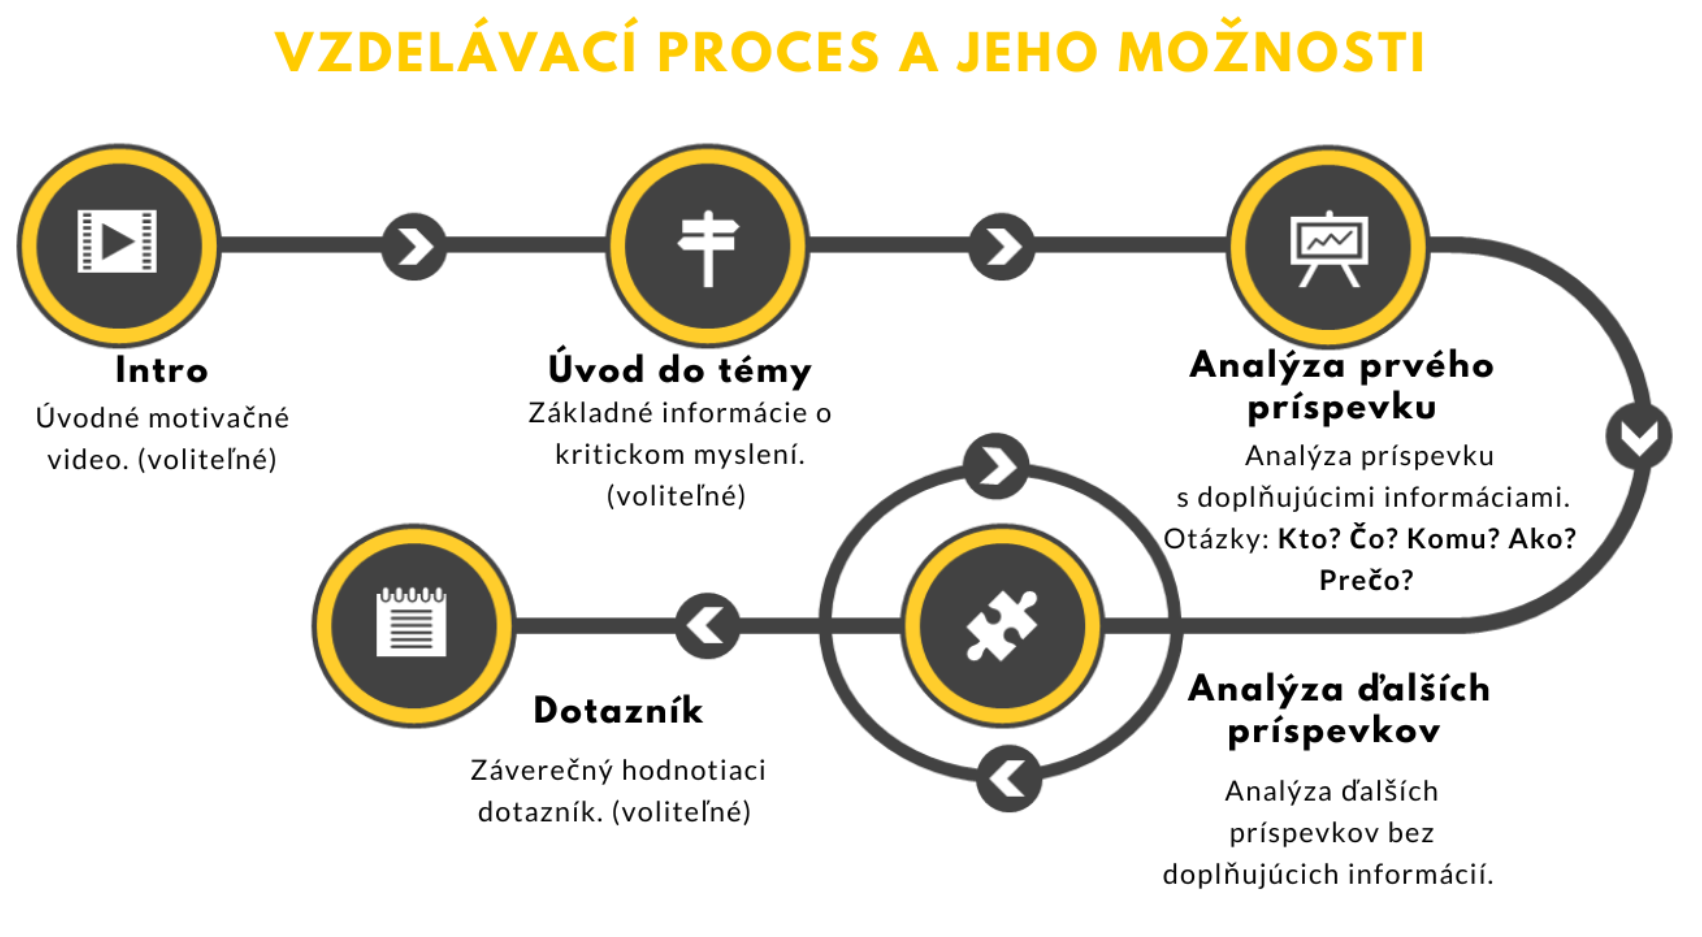 VZDELÁVACÍ PROCES A JEHO MOŽNOSTI
Intro
Úvodné motivačné
video. (voliteľné)
Úvod do témy
Základné informácie o
kritickom myslení.
(voliteľné)
Analýza prvého
príspevku
Analýza príspevku
s doplňujúcimi informáciami.
Otázky: Kto? Čo? Komu? Ako?
Prečo?
Analýza ďalších
príspevkov
Analýza ďalších
príspevkov bez
doplňujúcich informácií.
Dotazník
Záverečný hodnotiaci
dotazník. (voliteľné)